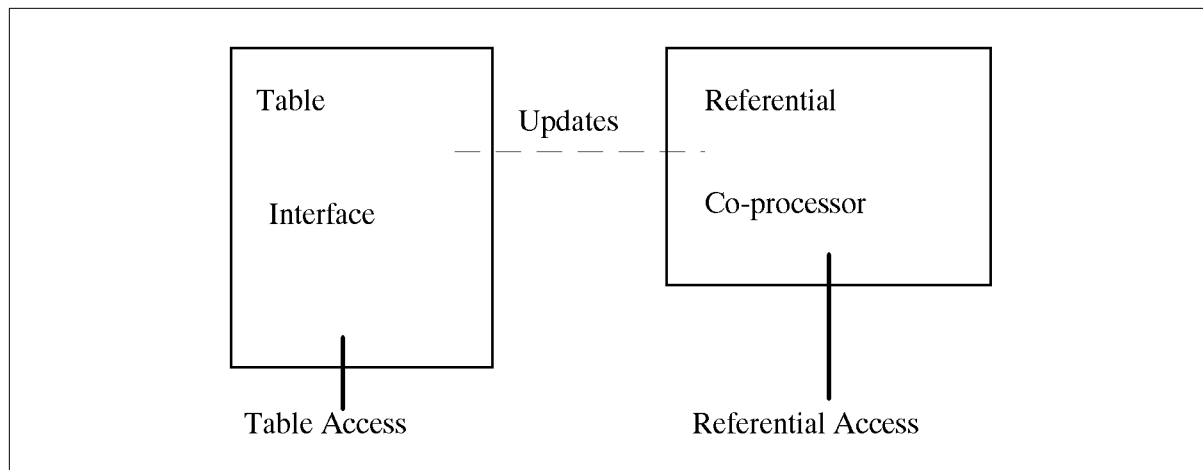 Table
Interface
Updates
Referential
Co-processor
Table Access
Referential Access